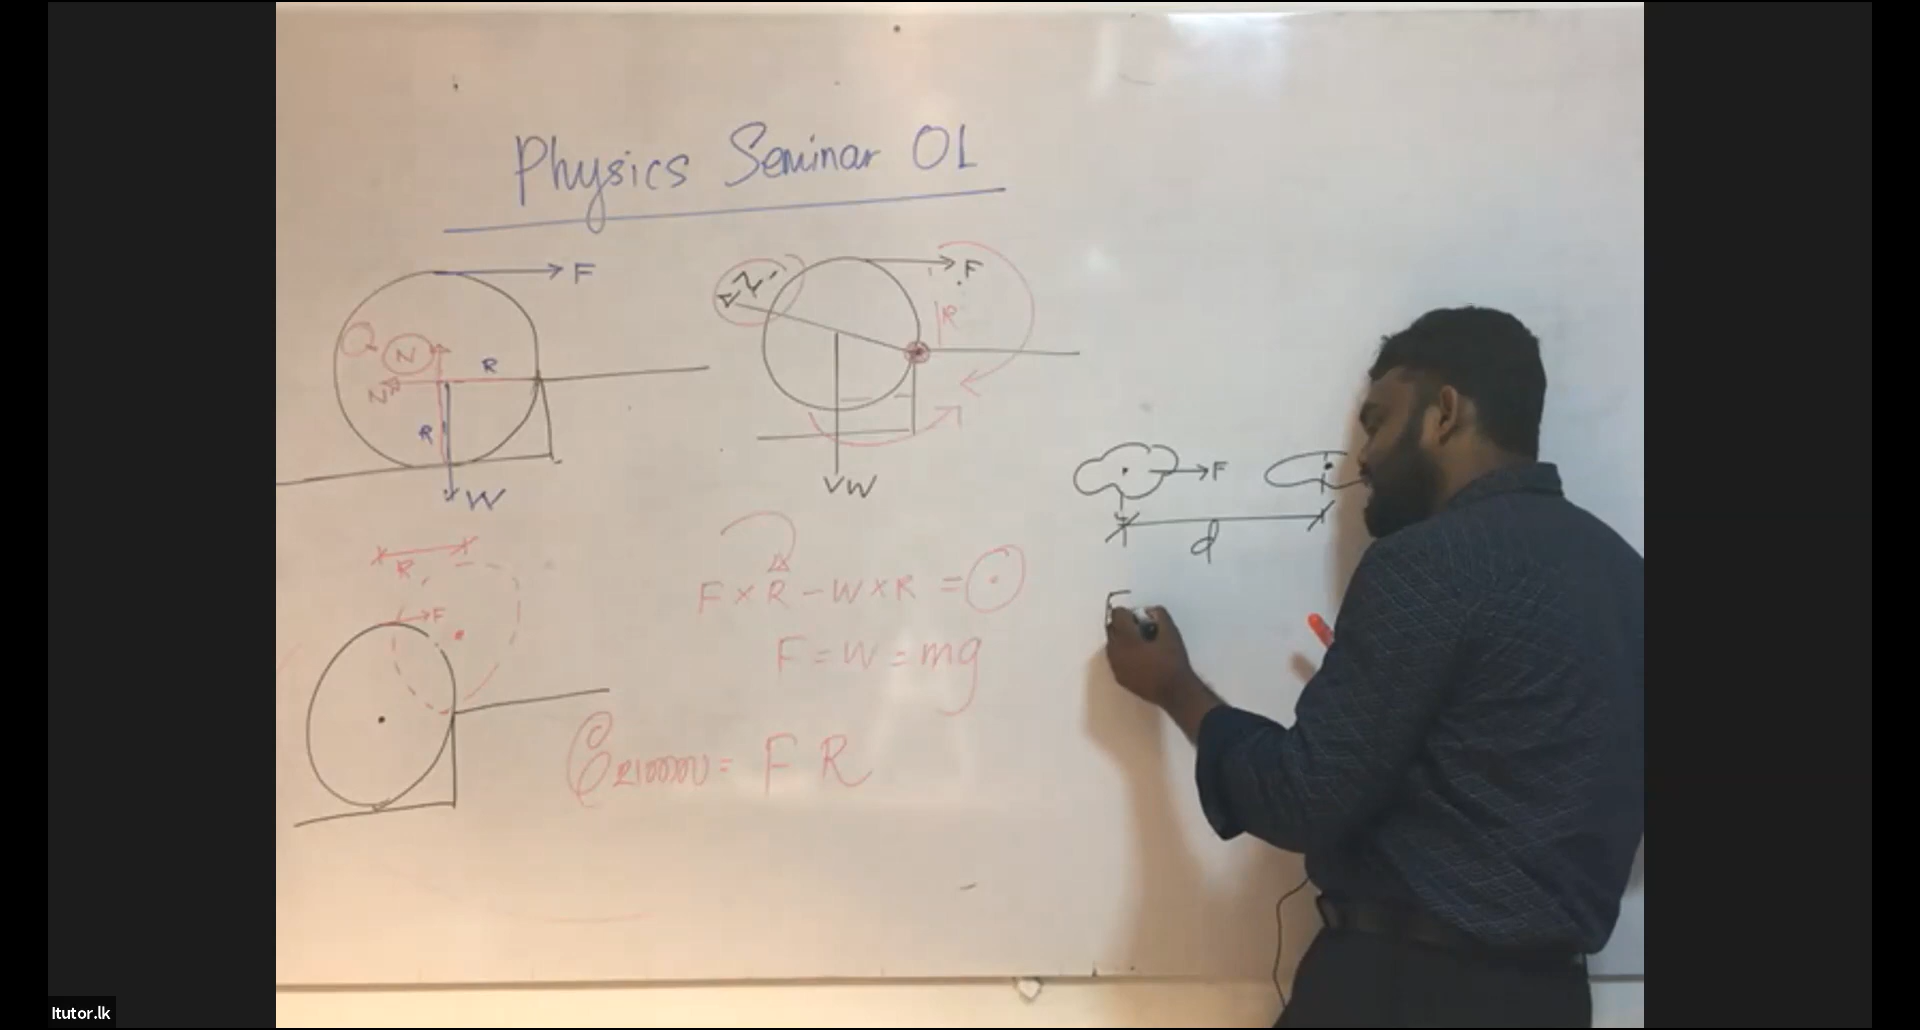 Physics Seminar OL
F
Q
N
R
N
R
W
N
F
R
W
F
d
R
F
F × R - W × R = 0
F = W = mg
= F R
F
Itutor.lk